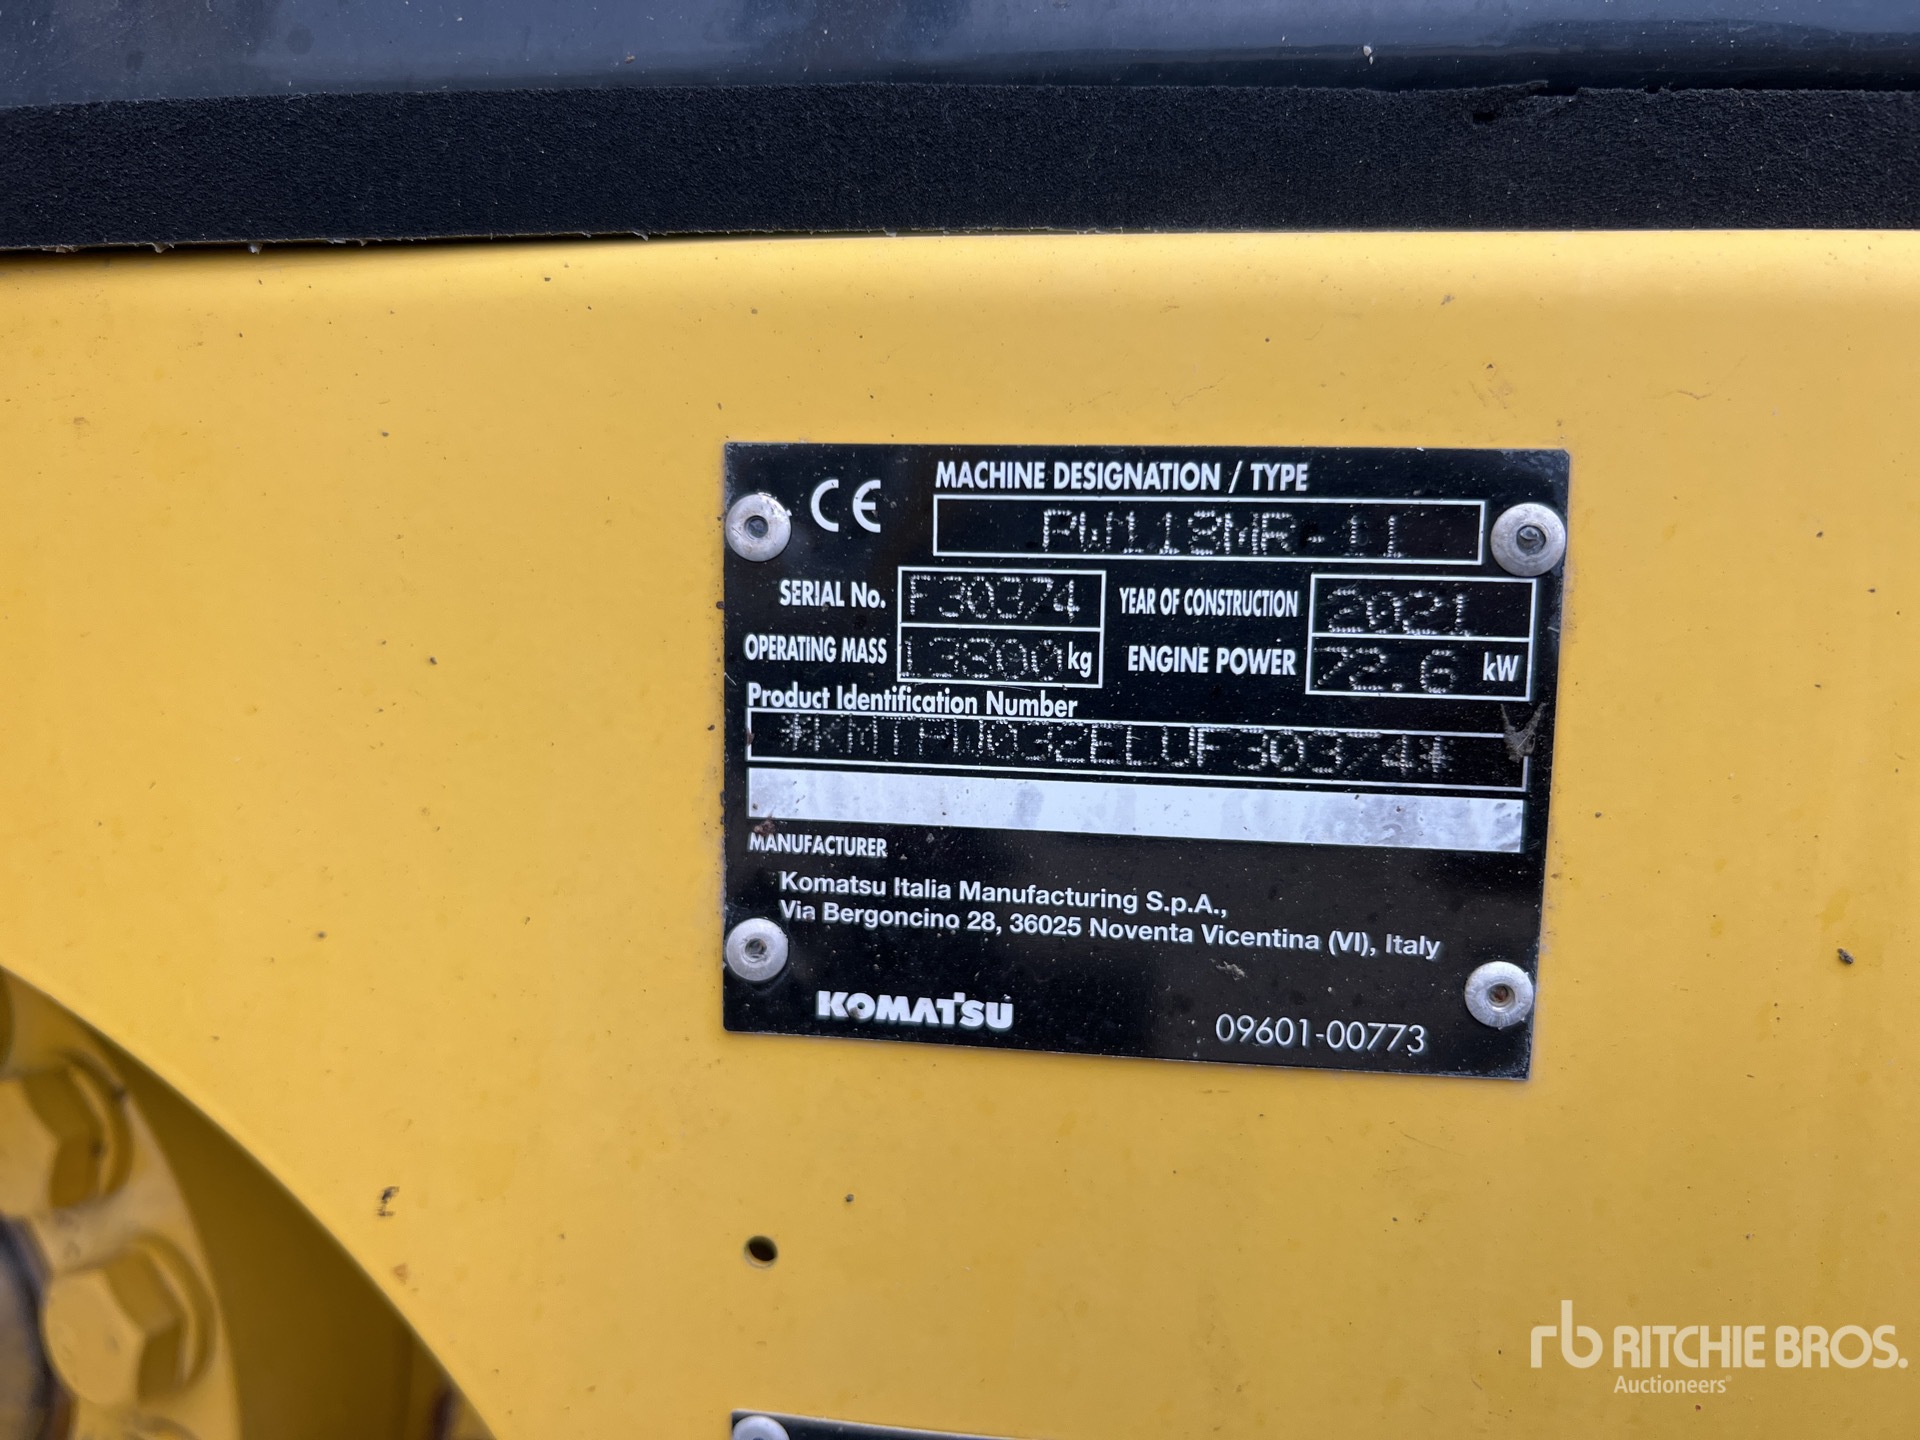 CE
MACHINE DESIGNATION / TYPE
PW118MR-11
SERIAL No. F30374 YEAR OF CONSTRUCTION 2021
OPERATING MASS 13800 kg ENGINE POWER 72.6 kW
Product Identification Number
*KMTPW032ELUF30374*
MANUFACTURER
Komatsu Italia Manufacturing S.p.A.,
Via Bergoncino 28, 36025 Noventa Vicentina (VI), Italy
KOMATSU
09601-00773
rb RITCHIE BROS.
Auctioneers